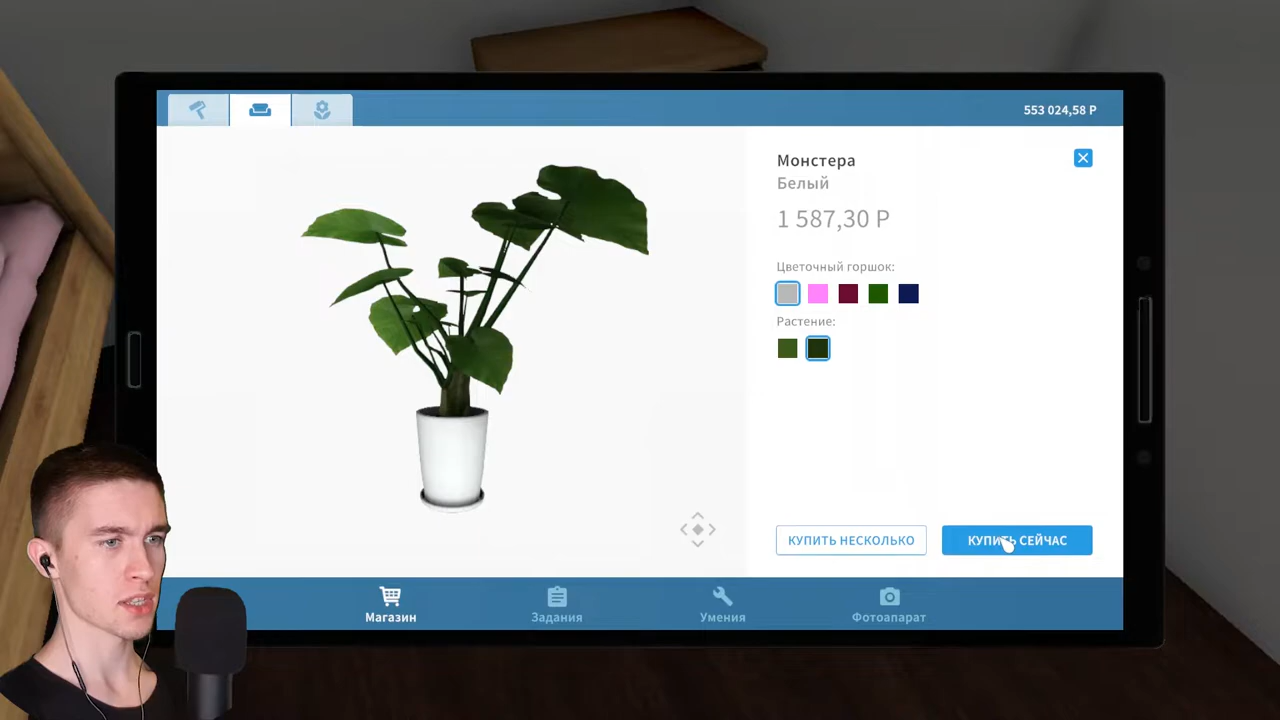 553 024,58 Р
Монстера
Белый
1 587,30 Р
Цветочный горшок:
Растение:
КУПИТЬ НЕСКОЛЬКО
КУПИТЬ СЕЙЧАС
Магазин
Задания
Умения
Фотоапарат